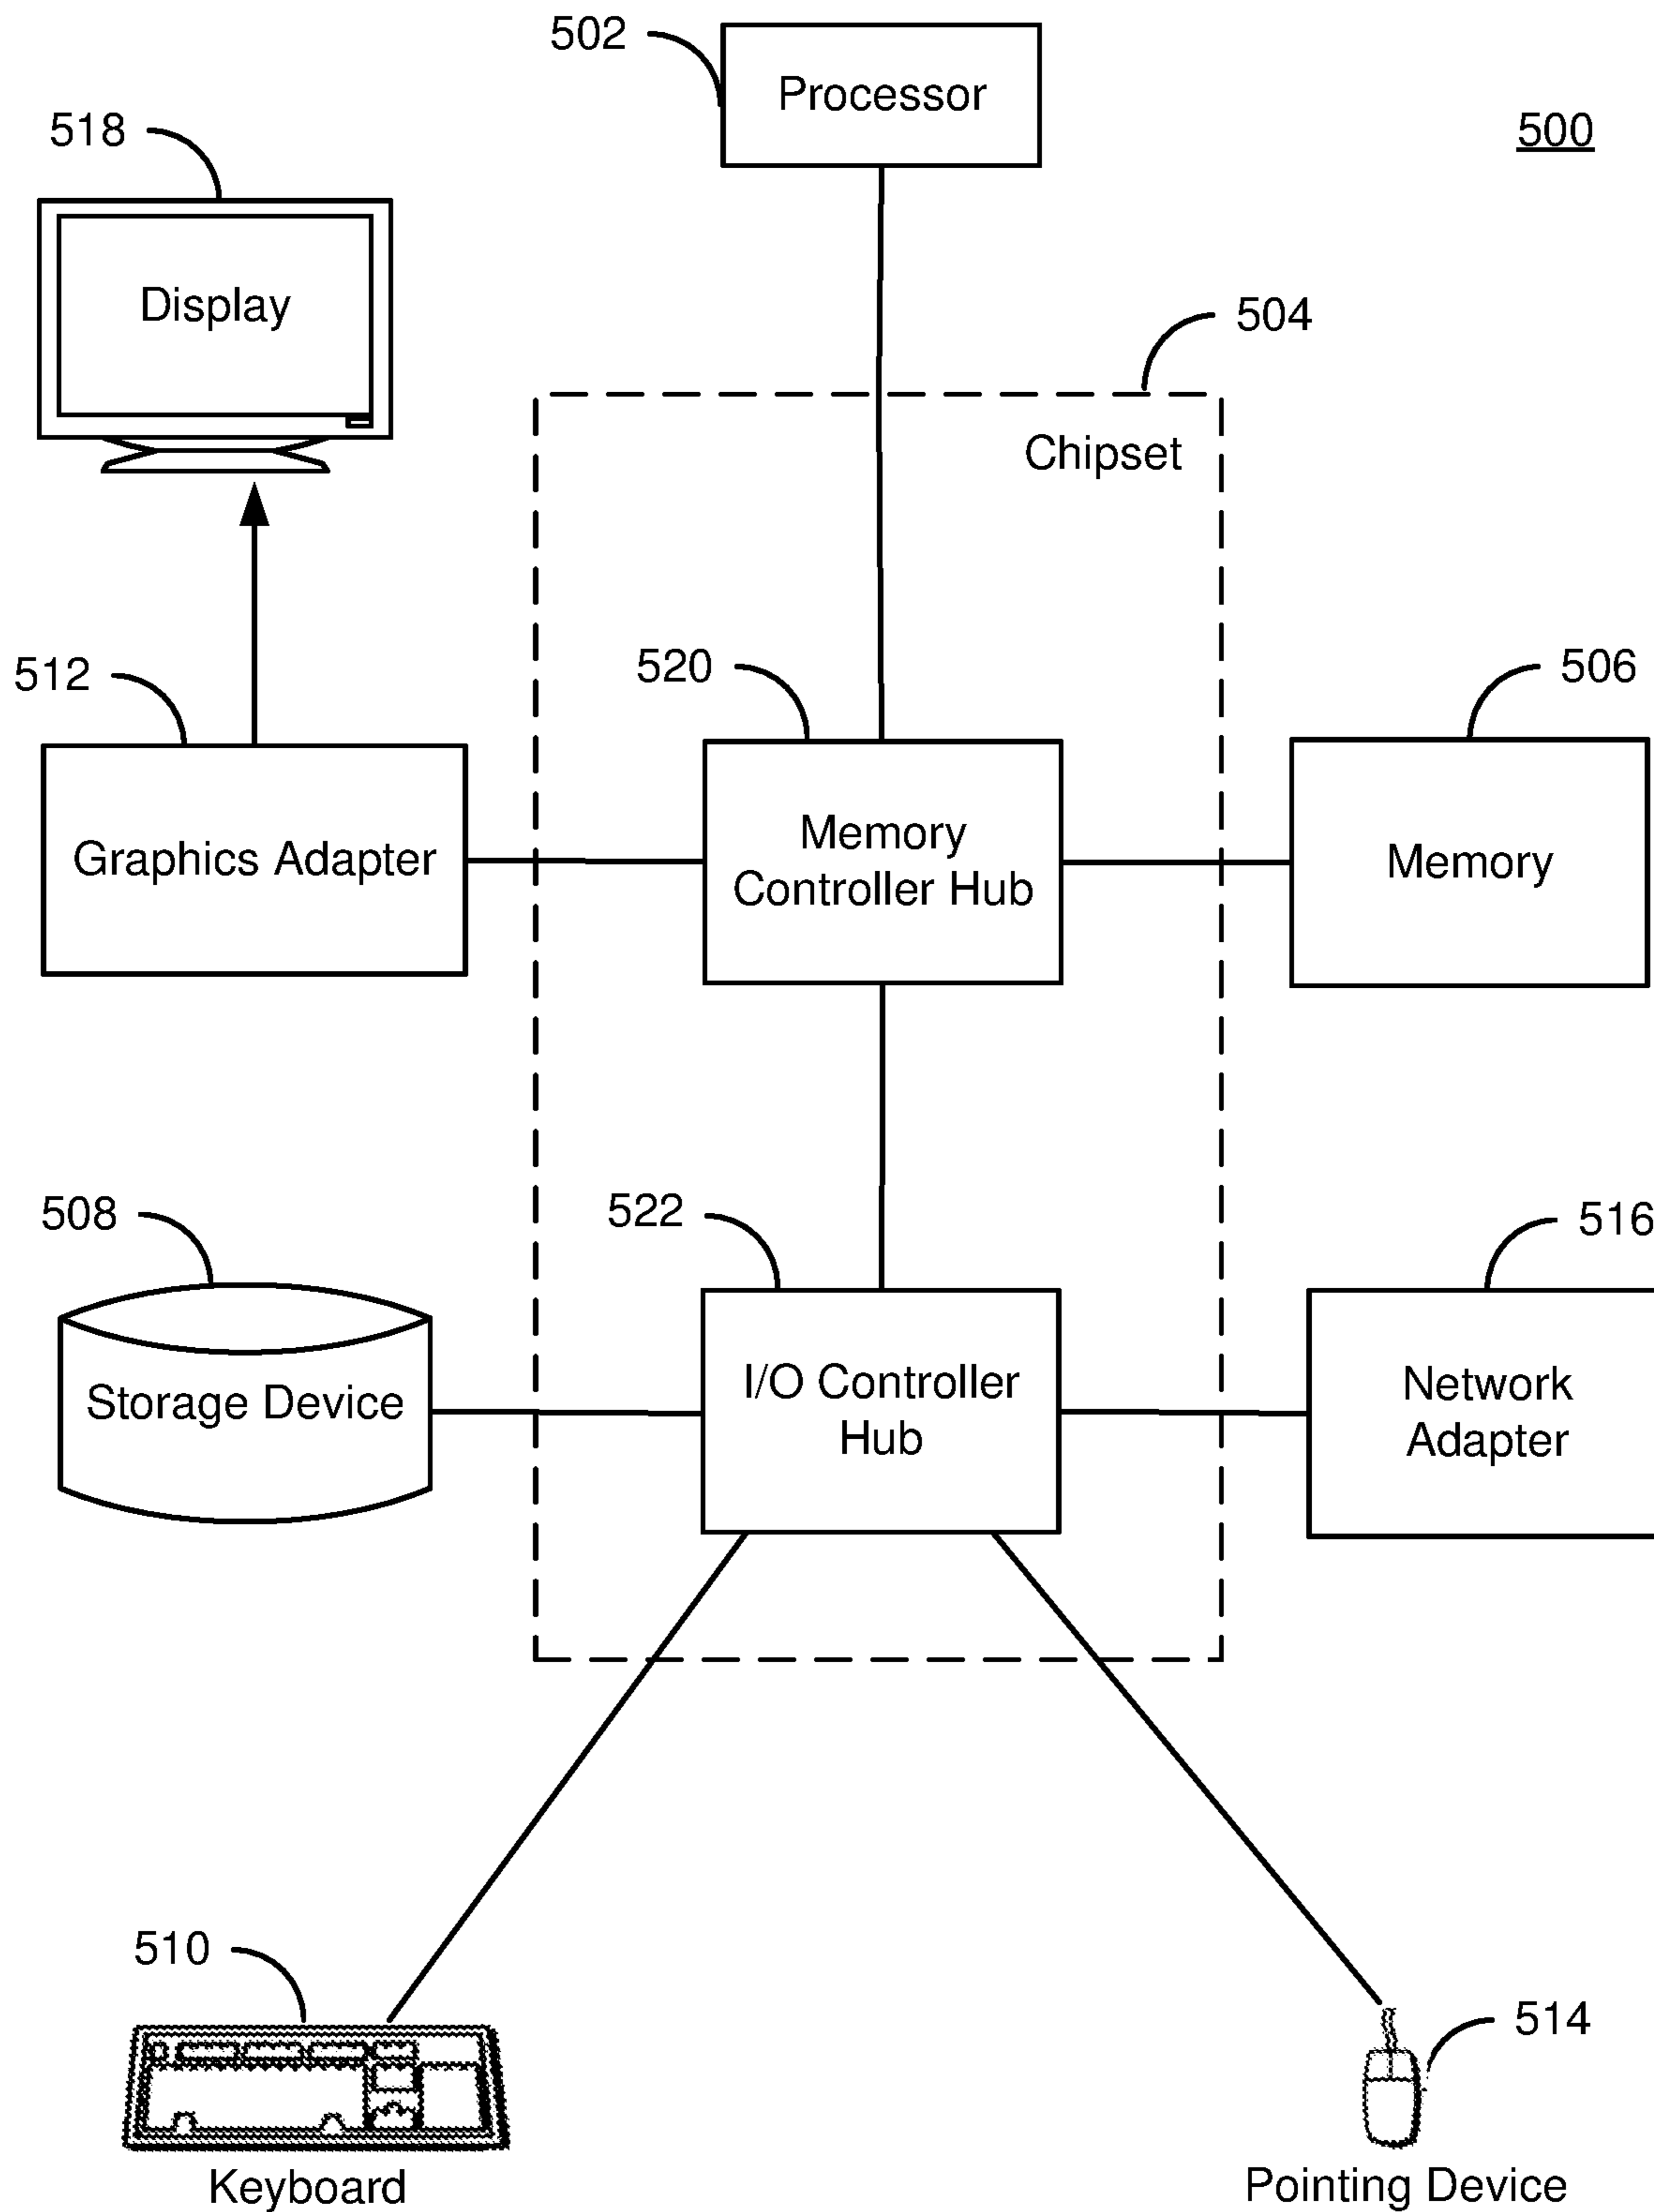 502
Processor
500
518
Display
504
Chipset
512
520
506
Graphics Adapter
Memory
Controller Hub
Memory
508
522
516
Storage Device
I/O Controller
Hub
Network
Adapter
510
514
Keyboard
Pointing Device